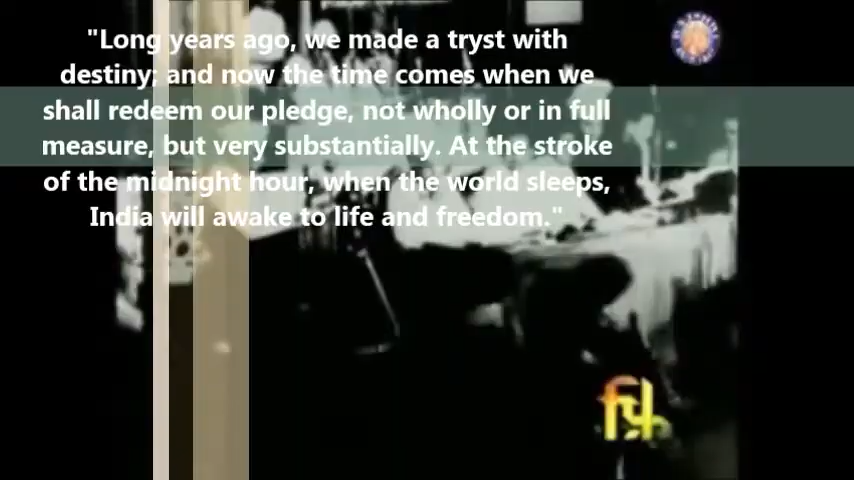 "Long years ago, we made a tryst with
destiny; and now the time comes when we
shall redeem our pledge, not wholly or in full
measure, but very substantially. At the stroke
of the midnight hour, when the world sleeps,
India will awake to life and freedom."